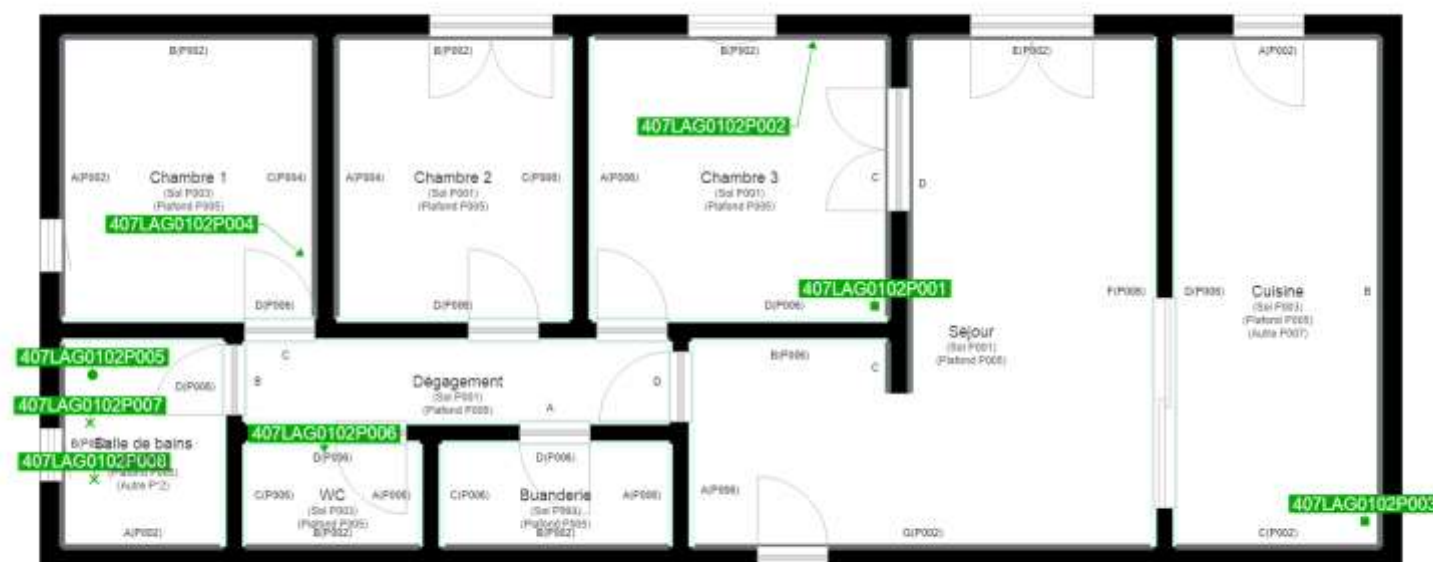 B(P002)
B(P002)
B(P002)
E(P002)
A(P002)
407LAG0102P002
A(P002)
Chambre 1
(Sol P003)
(Plafond P005)
C(P004)
A(P004)
Chambre 2
(Sol P001)
(Plafond P005)
C(P006)
A(P006)
Chambre 3
(Sol P001)
(Plafond P005)
C
D
407LAG0102P004
D(P006)
D(P006)
D(P006)
407LAG0102P001
F(P006)
D(P006)
Cuisine
(Sol P003)
(Plafond P005)
(Autre P007)
B
Séjour
(Sol P001)
(Plafond P005)
407LAG0102P005
D(P006)
C
B
Dégagement
(Sol P001)
(Plafond P005)
D
A
B(P006)
C
407LAG0102P007
407LAG0102P006
Salle de bains
407LAG0102P008
(Autre P*2)
A(P002)
D(P006)
C(P006)
WC
(Sol P003)
(Plafond P005)
A(P006)
B(P002)
D(P006)
C(P006)
Buanderie
(Sol P003)
(Plafond P005)
A(P006)
B(P002)
A(P006)
G(P002)
407LAG0102P003
C(P002)